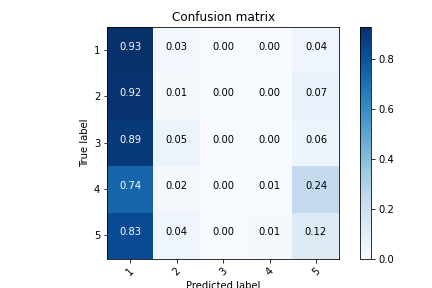 Confusion matrix
1 0.93 0.03 0.00 0.00 0.04
2 0.92 0.01 0.00 0.00 0.07
3 0.89 0.05 0.00 0.00 0.06
4 0.74 0.02 0.00 0.01 0.24
5 0.83 0.04 0.00 0.01 0.12
1 2 3 4 5
True label
Predicted label
0.8
0.6
0.4
0.2
0.0